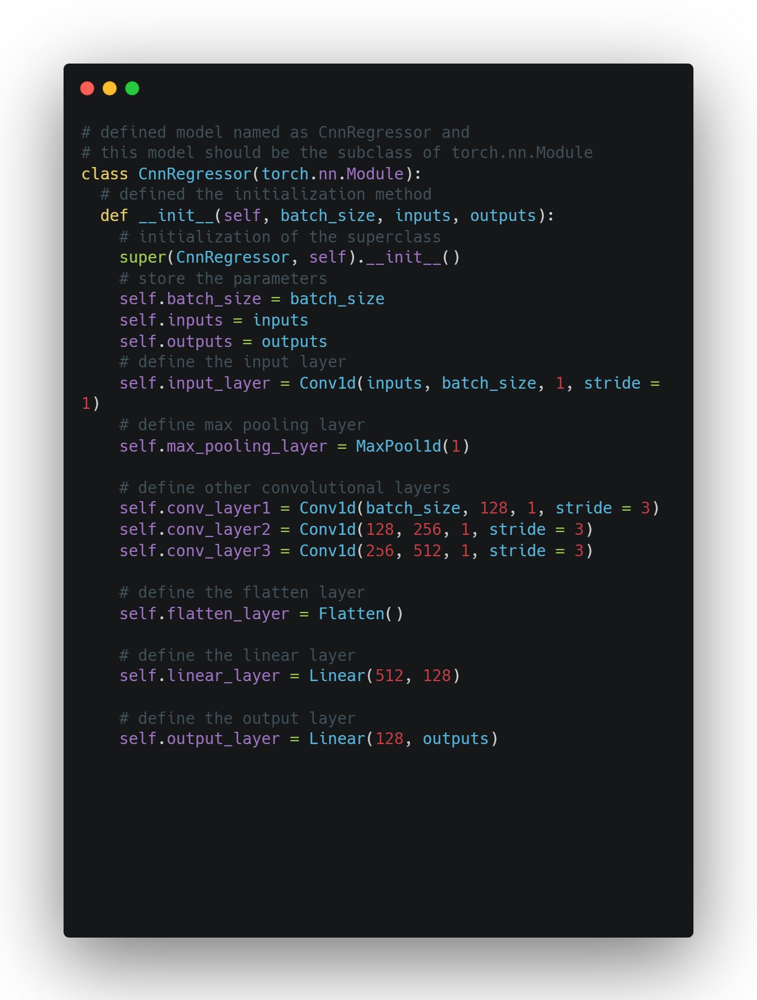 # defined model named as CnnRegressor and
# this model should be the subclass of torch.nn.Module
class CnnRegressor(torch.nn.Module):
  # defined the initialization method
  def __init__(self, batch_size, inputs, outputs):
    # initialization of the superclass
    super(CnnRegressor, self).__init__()
    # store the parameters
    self.batch_size = batch_size
    self.inputs = inputs
    self.outputs = outputs
    # define the input layer
    self.input_layer = Conv1d(inputs, batch_size, 1, stride =
1)
    # define max pooling layer
    self.max_pooling_layer = MaxPool1d(1)

    # define other convolutional layers
    self.conv_layer1 = Conv1d(batch_size, 128, 1, stride = 3)
    self.conv_layer2 = Conv1d(128, 256, 1, stride = 3)
    self.conv_layer3 = Conv1d(256, 512, 1, stride = 3)

    # define the flatten layer
    self.flatten_layer = Flatten()

    # define the linear layer
    self.linear_layer = Linear(512, 128)

    # define the output layer
    self.output_layer = Linear(128, outputs)